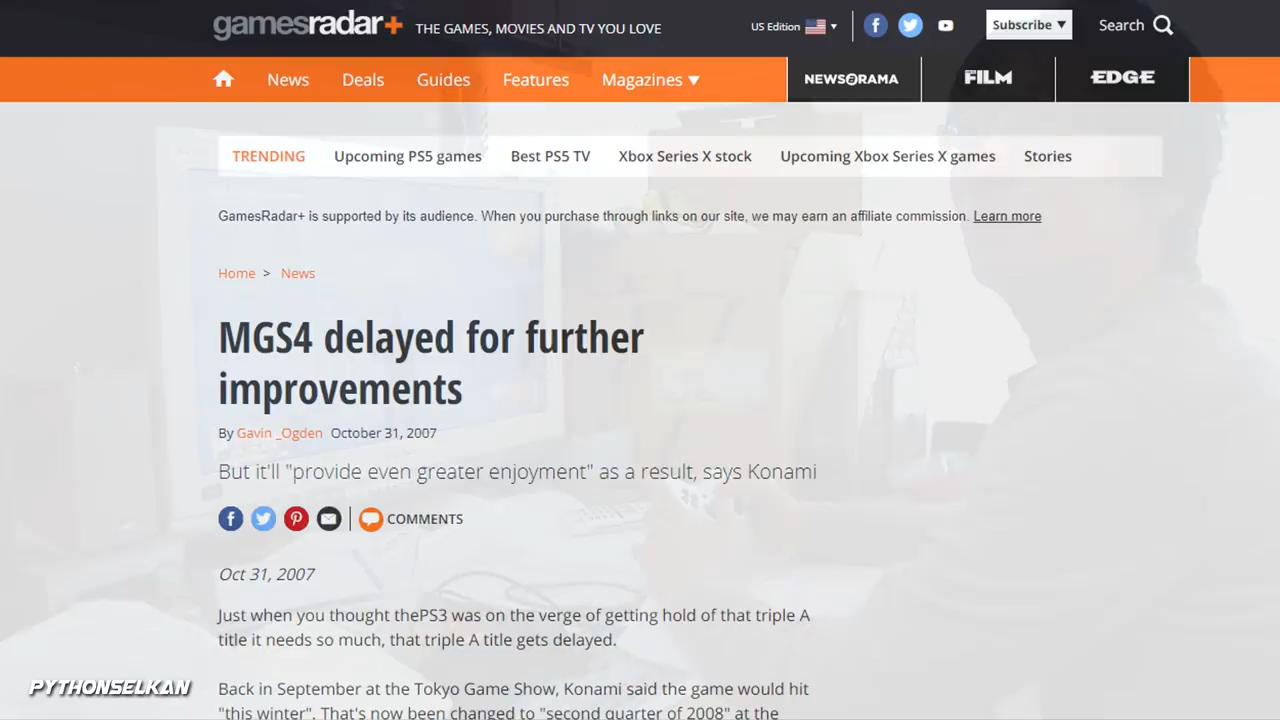 gamesradar+ THE GAMES, MOVIES AND TV YOU LOVE US Edition Subscribe Search
News Deals Guides Features Magazines NEWSARAMA FILM EDGE
TRENDING Upcoming PS5 games Best PS5 TV Xbox Series X stock Upcoming Xbox Series X games Stories
GamesRadar+ is supported by its audience. When you purchase through links on our site, we may earn an affiliate commission. Learn more
Home > News
MGS4 delayed for further
improvements
By Gavin _Ogden October 31, 2007
But it'll "provide even greater enjoyment" as a result, says Konami
COMMENTS
Oct 31, 2007
Just when you thought thePS3 was on the verge of getting hold of that triple A
title it needs so much, that triple A title gets delayed.
Back in September at the Tokyo Game Show, Konami said the game would hit
"this winter". That's now been changed to "second quarter of 2008" at the
PYTHONSELKAN